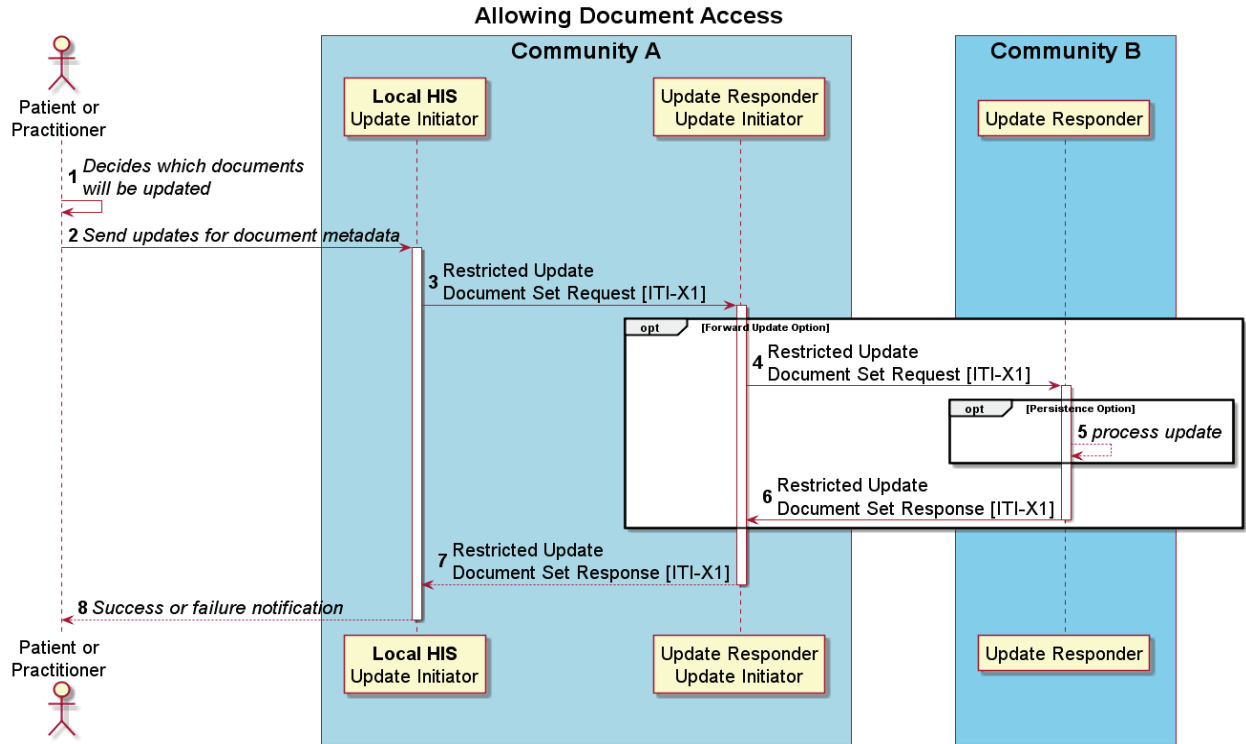 Allowing Document Access
Community A
Community B
Patient or
Practitioner
Local HIS
Update Initiator
Update Responder
Update Initiator
Update Responder
1 Decides which documents
will be updated
2 Send updates for document metadata
3 Restricted Update
Document Set Request [ITI-X1]
opt [Forward Update Option]
4 Restricted Update
Document Set Request [ITI-X1]
opt [Persistence Option]
5 process update
6 Restricted Update
Document Set Response [ITI-X1]
7 Restricted Update
Document Set Response [ITI-X1]
8 Success or failure notification
Patient or
Practitioner
Local HIS
Update Initiator
Update Responder
Update Initiator
Update Responder